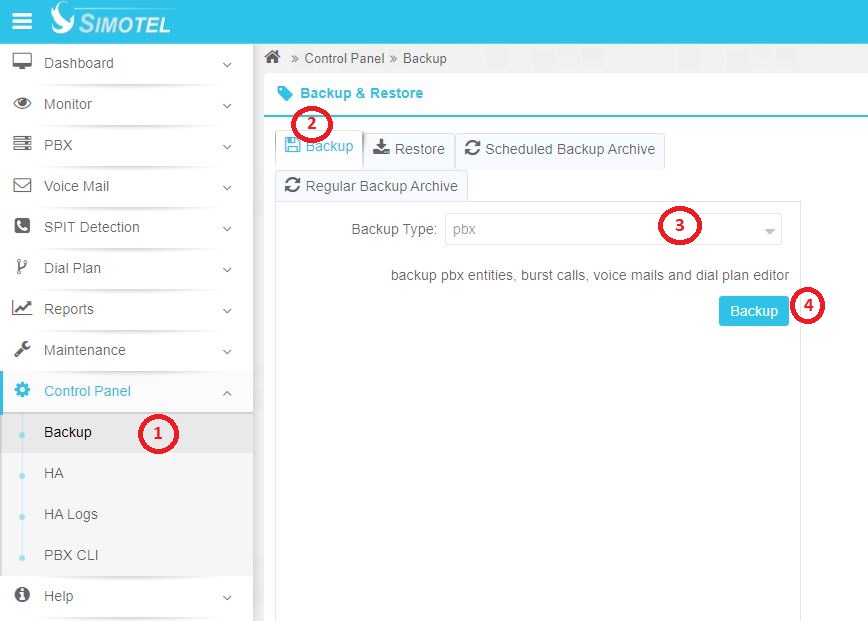 SIMOTEL
Dashboard
Monitor
PBX
Voice Mail
SPIT Detection
Dial Plan
Reports
Maintenance
Control Panel
Backup
1
HA
HA Logs
PBX CLI
Help
» Control Panel » Backup
Backup & Restore
2
Backup
Restore
Scheduled Backup Archive
Regular Backup Archive
Backup Type: pbx
3
backup pbx entities, burst calls, voice mails and dial plan editor
Backup
4